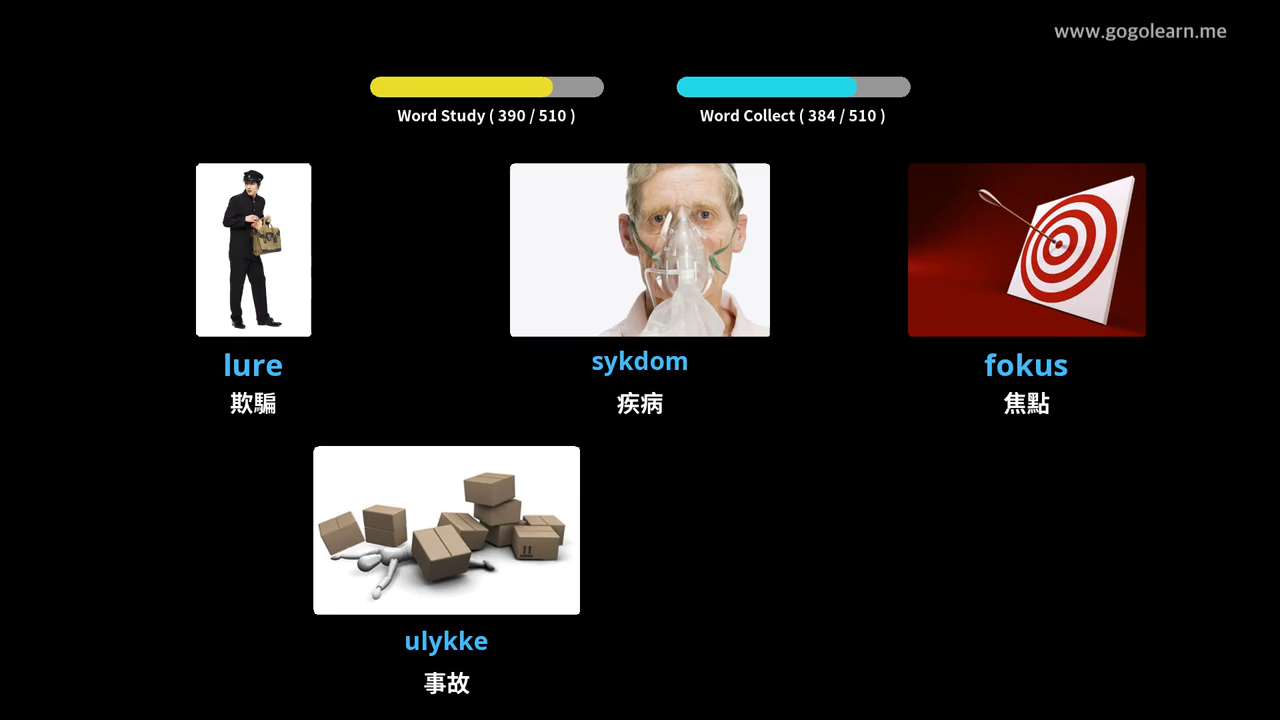 www.gogolearn.me
Word Study ( 390 / 510 )
Word Collect ( 384 / 510 )
lure
欺騙
sykdom
疾病
fokus
焦點
ulykke
事故